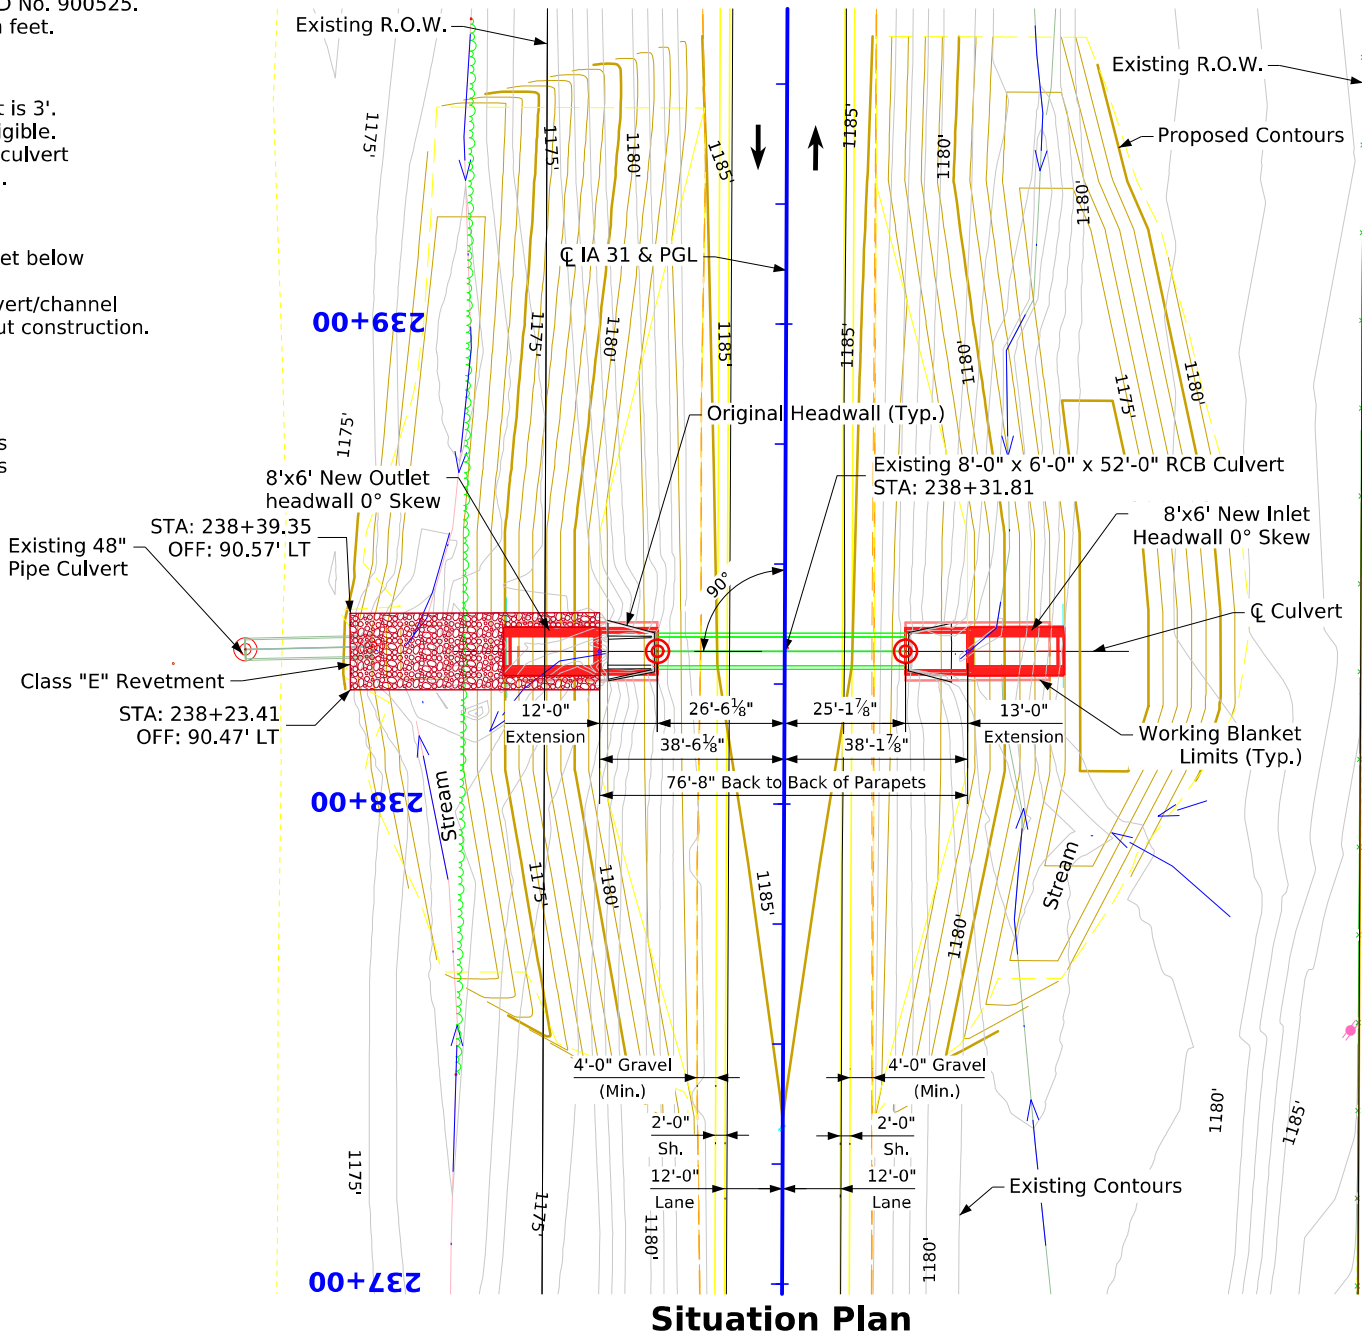 D No. 900525.
n feet.
t is 3'.
igible.
culvert
.
et below
vert/channel
ut construction.
s
s
Existing R.O.W.
Existing R.O.W.
Proposed Contours
1175'
1175'
1180'
1185'
1185'
1180'
1180'
℄ IA 31 & PGL
239+00
1175'
1180'
1185'
1185'
1180'
1175'
1180'
1175'
Original Headwall (Typ.)
8'x6' New Outlet
headwall 0° Skew
Existing 8'-0" x 6'-0" x 52'-0" RCB Culvert
STA: 238+31.81
STA: 238+39.35
OFF: 90.57' LT
8'x6' New Inlet
Headwall 0° Skew
Existing 48"
Pipe Culvert
90°
℄ Culvert
Class "E" Revetment
STA: 238+23.41
OFF: 90.47' LT
12'-0"
Extension
26'-6⅛"
25'-1⅞"
13'-0"
Extension
38'-6⅛"
38'-1⅞"
Working Blanket
Limits (Typ.)
76'-8" Back to Back of Parapets
238+00
Stream
Stream
1175'
1180'
1185'
1180'
4'-0" Gravel
(Min.)
4'-0" Gravel
(Min.)
2'-0"
Sh.
2'-0"
Sh.
12'-0"
Lane
12'-0"
Lane
1180'
1185'
Existing Contours
1175'
1175'
1180'
1180'
237+00
Situation Plan